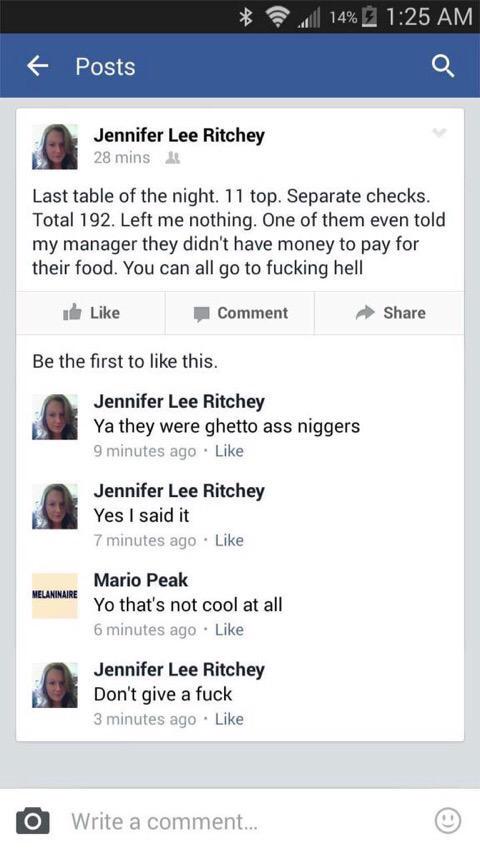 14% 1:25 AM
Posts
Jennifer Lee Ritchey
28 mins
Last table of the night. 11 top. Separate checks.
Total 192. Left me nothing. One of them even told
my manager they didn't have money to pay for
their food. You can all go to fucking hell
Like Comment Share
Be the first to like this.
Jennifer Lee Ritchey
Ya they were ghetto ass niggers
9 minutes ago · Like
Jennifer Lee Ritchey
Yes I said it
7 minutes ago · Like
MELANINAIRE
Mario Peak
Yo that's not cool at all
6 minutes ago · Like
Jennifer Lee Ritchey
Don't give a fuck
3 minutes ago · Like
Write a comment...